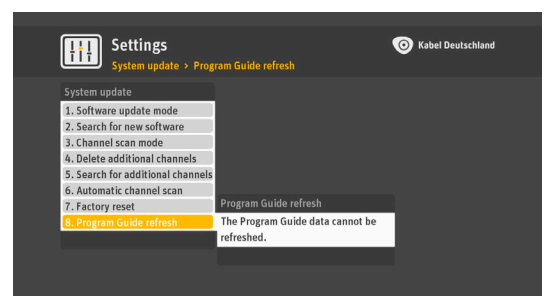 Settings
Kabel Deutschland
System update > Program Guide refresh
System update
1. Software update mode
2. Search for new software
3. Channel scan mode
4. Delete additional channels
5. Search for additional channels
6. Automatic channel scan
7. Factory reset
8. Program Guide refresh
Program Guide refresh
The Program Guide data cannot be
refreshed.